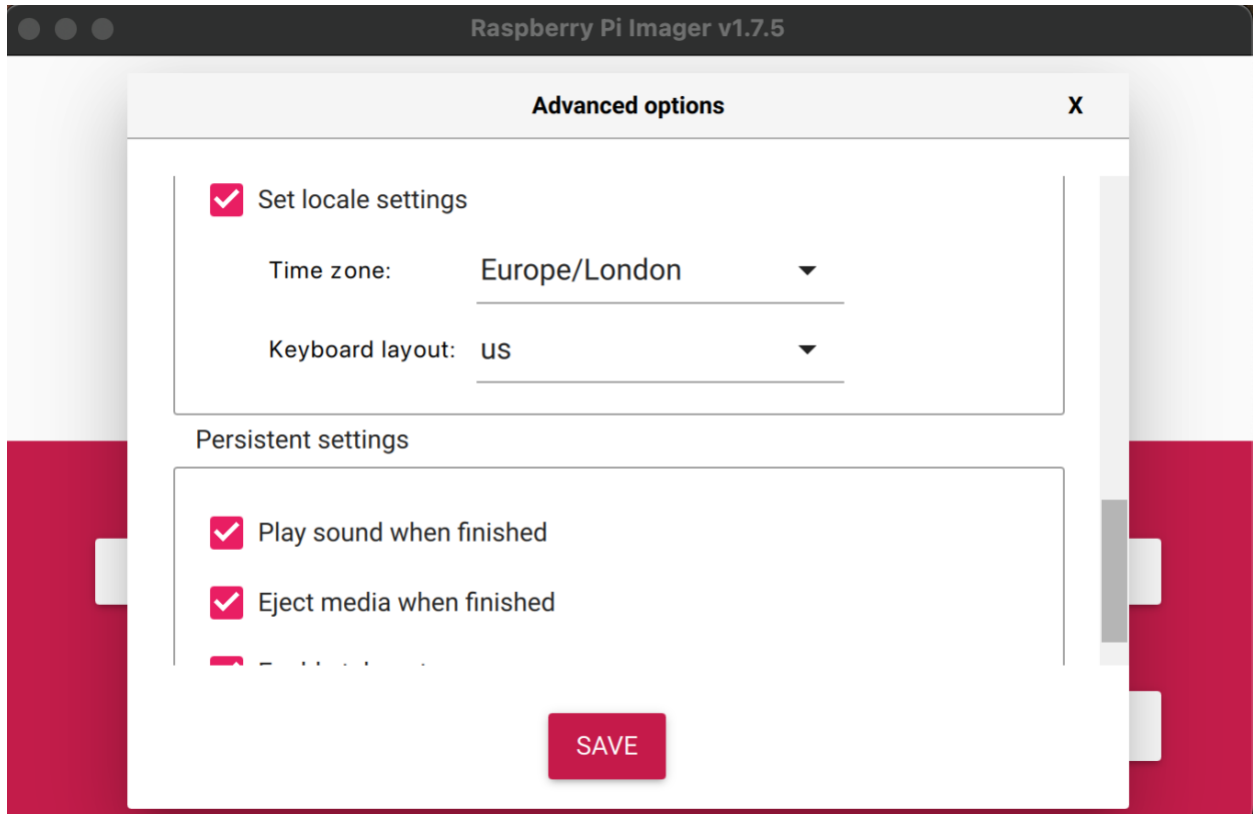 Raspberry Pi Imager v1.7.5
Advanced options X
Set locale settings
Time zone: Europe/London
Keyboard layout: us
Persistent settings
Play sound when finished
Eject media when finished
SAVE